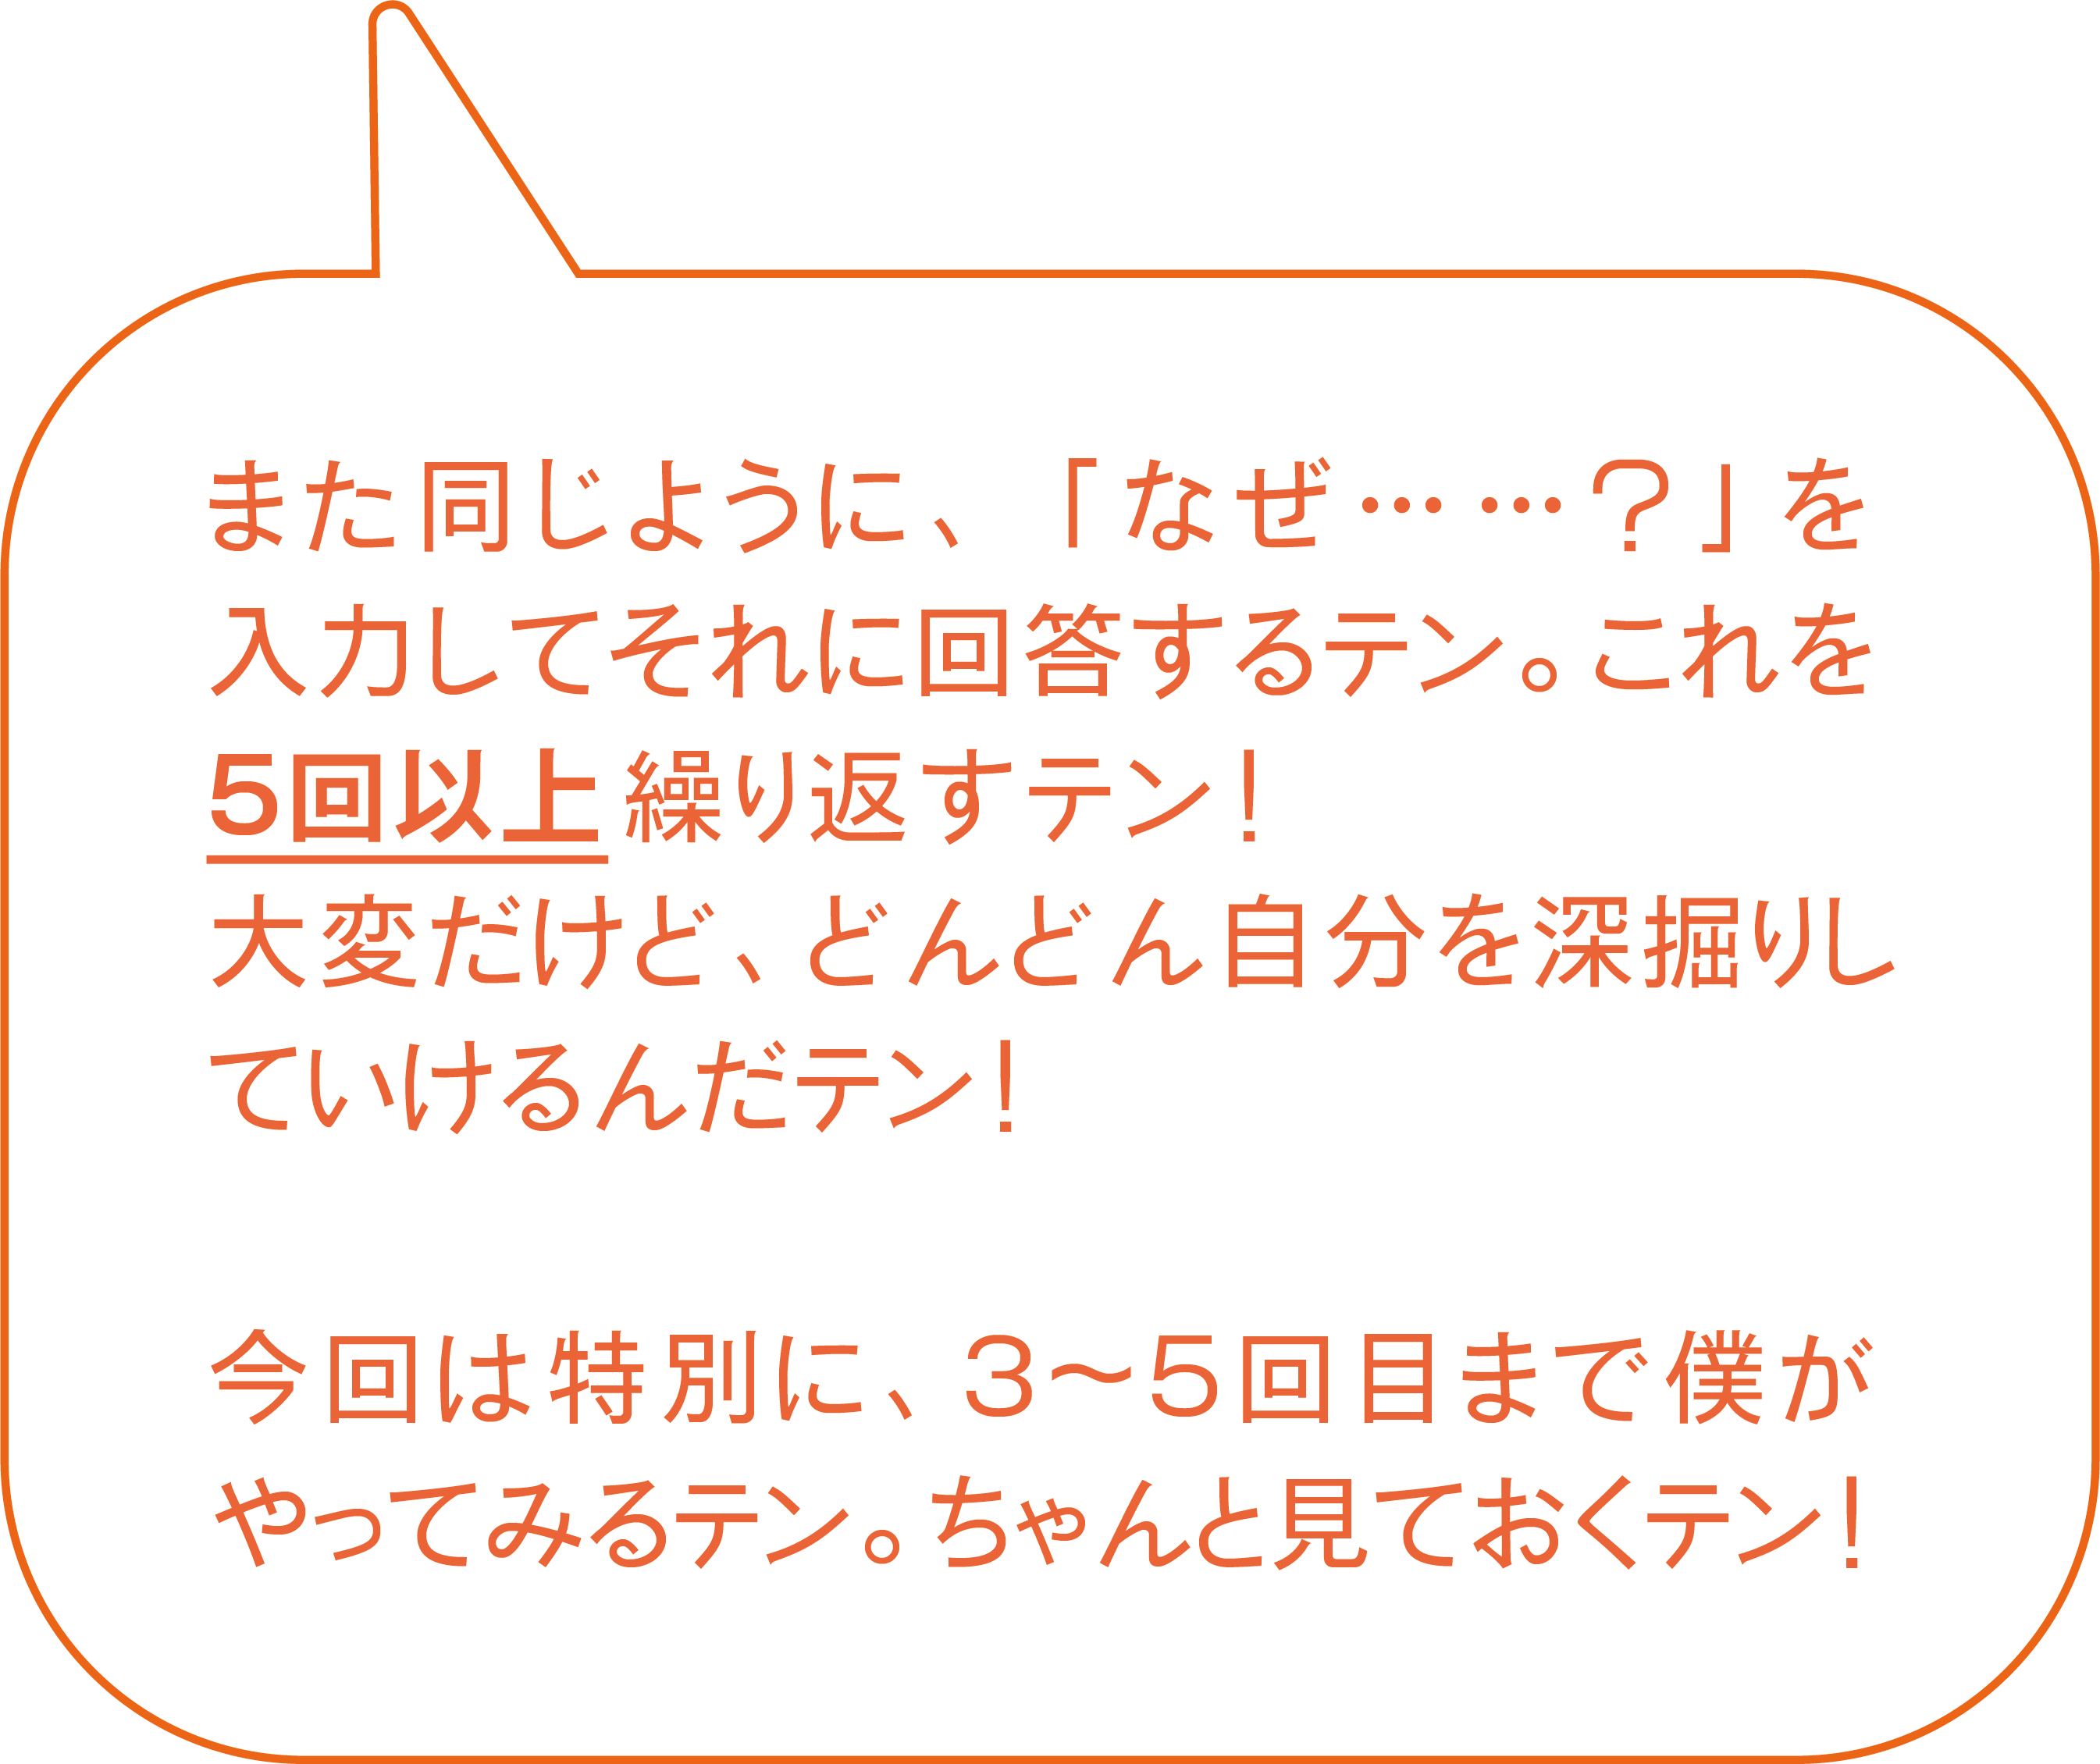 また同じように、「なぜ……？」を
入力してそれに回答するテン。これを
5回以上繰り返すテン！
大変だけど、どんどん自分を深掘りし
ていけるんだテン！
今回は特別に、3〜5回目まで僕が
やってみるテン。ちゃんと見ておくテン！